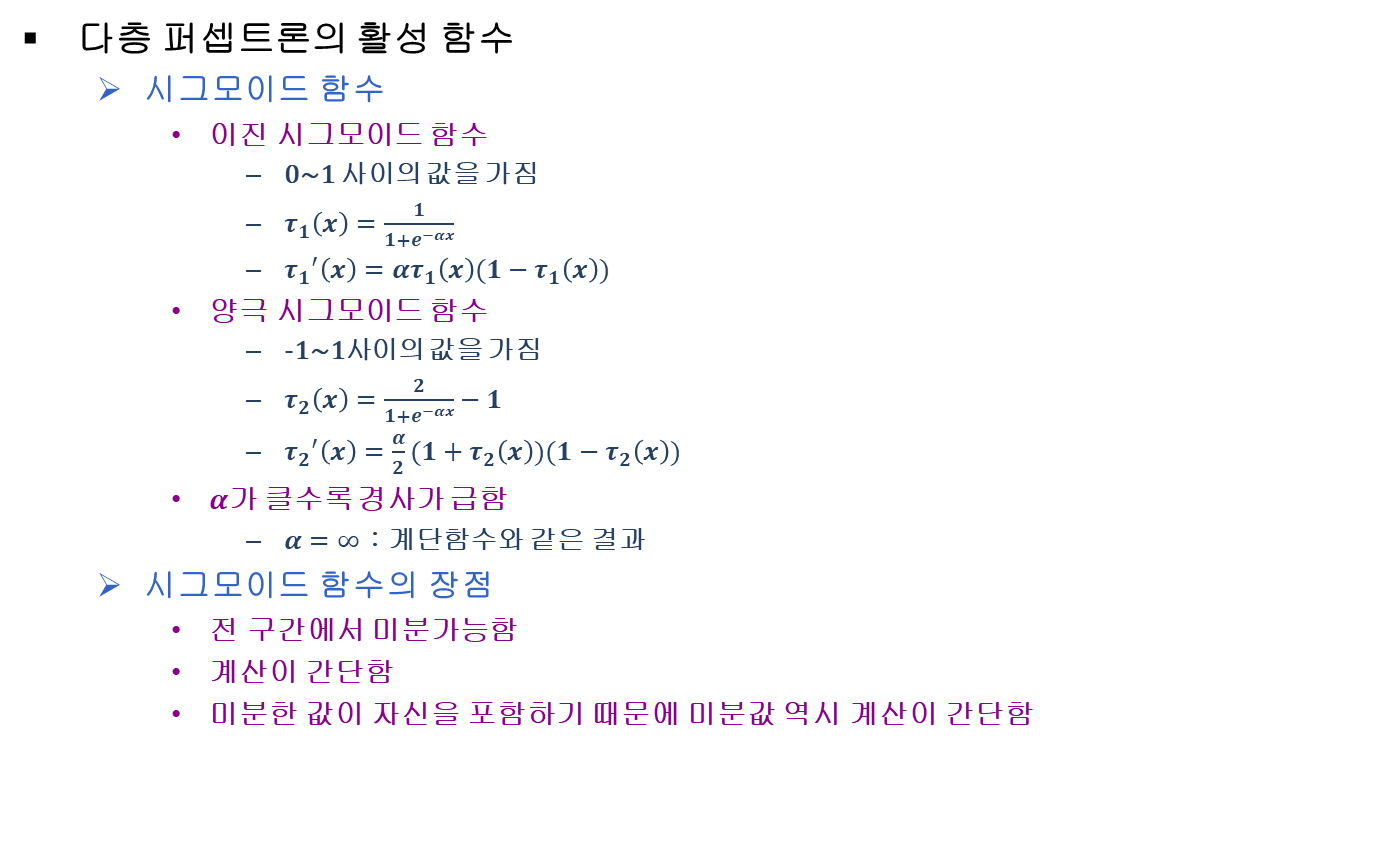 ▪ 다층 퍼셉트론의 활성 함수
➢ 시그모이드 함수
• 이진 시그모이드 함수
– 0~1 사이의 값을 가짐
– τ₁(x) = 1/(1+e^(−αx))
– τ₁′(x) = ατ₁(x)(1 − τ₁(x))
• 양극 시그모이드 함수
– -1~1사이의 값을 가짐
– τ₂(x) = 2/(1+e^(−αx)) − 1
– τ₂′(x) = α/2 (1 + τ₂(x))(1 − τ₂(x))
• α가 클수록 경사가 급함
– α = ∞ : 계단함수와 같은 결과
➢ 시그모이드 함수의 장점
• 전 구간에서 미분가능함
• 계산이 간단함
• 미분한 값이 자신을 포함하기 때문에 미분값 역시 계산이 간단함